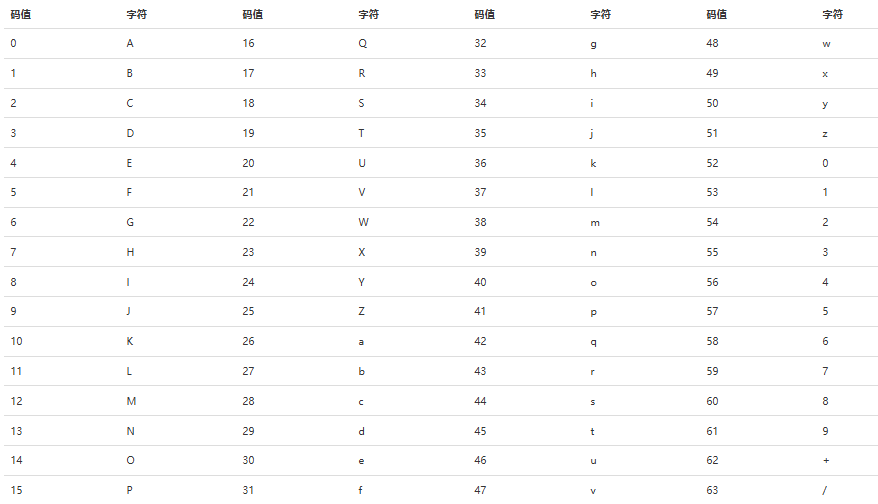 码值 字符 码值 字符 码值 字符 码值 字符
0 A 16 Q 32 g 48 w
1 B 17 R 33 h 49 x
2 C 18 S 34 i 50 y
3 D 19 T 35 j 51 z
4 E 20 U 36 k 52 0
5 F 21 V 37 l 53 1
6 G 22 W 38 m 54 2
7 H 23 X 39 n 55 3
8 I 24 Y 40 o 56 4
9 J 25 Z 41 p 57 5
10 K 26 a 42 q 58 6
11 L 27 b 43 r 59 7
12 M 28 c 44 s 60 8
13 N 29 d 45 t 61 9
14 O 30 e 46 u 62 +
15 P 31 f 47 v 63 /